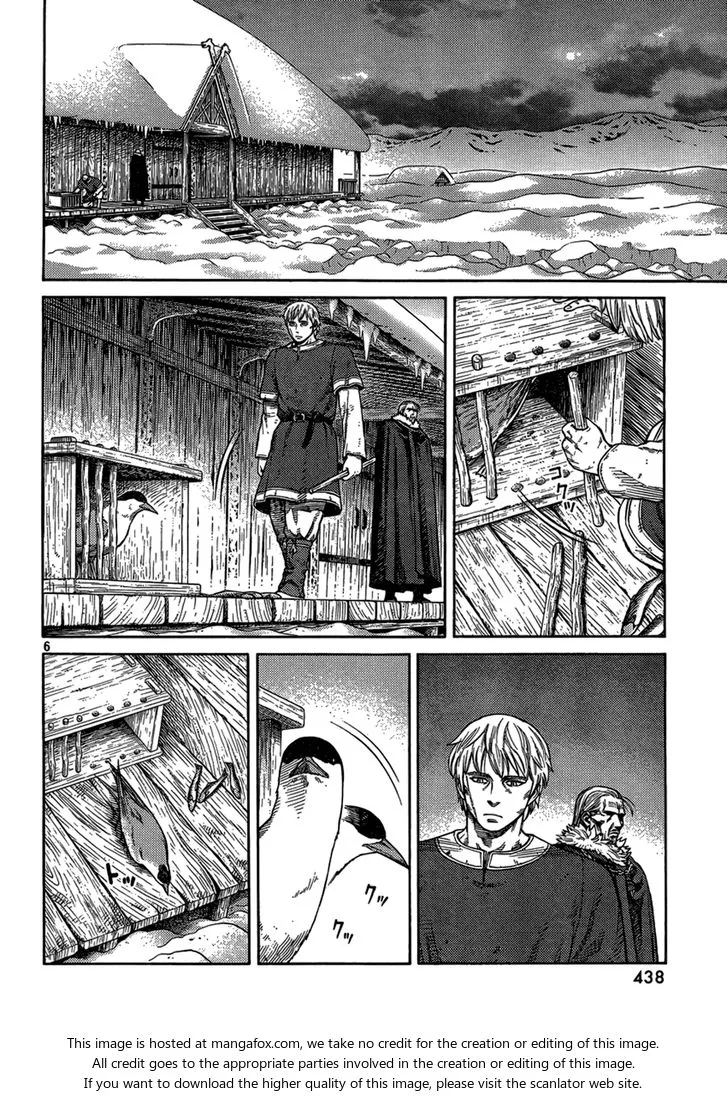 コ
クッ
6
トッ
クッ
クッ
438
This image is hosted at mangafox.com, we take no credit for the creation or editing of this image.
All credit goes to the appropriate parties involved in the creation or editing of this image.
If you want to download the higher quality of this image, please visit the scanlator web site.